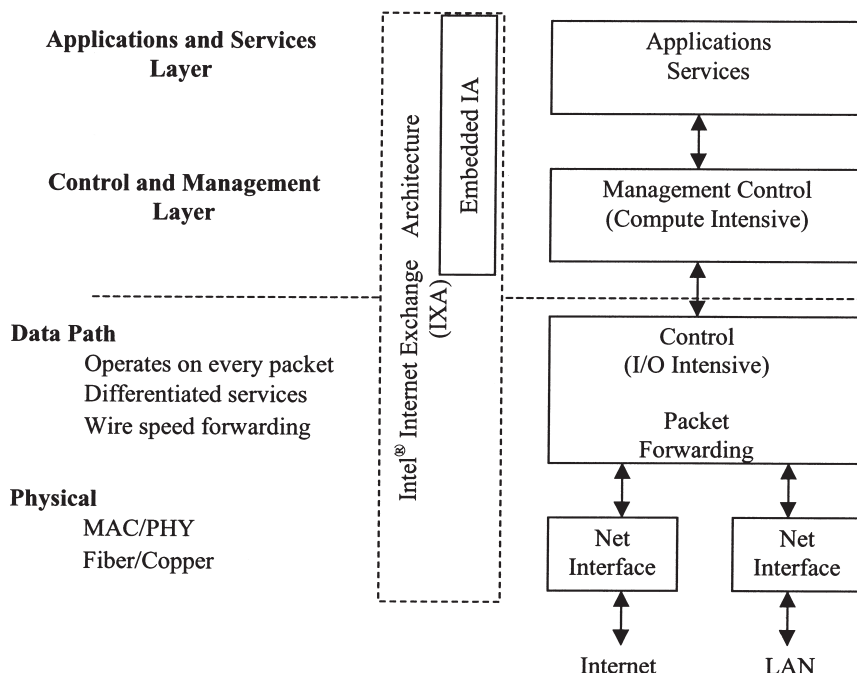 Applications and Services
Layer
Control and Management
Layer
Data Path
Operates on every packet
Differentiated services
Wire speed forwarding
Physical
MAC/PHY
Fiber/Copper
Intel® Internet Exchange Architecture
(IXA)
Embedded IA
Applications
Services
Management Control
(Compute Intensive)
Control
(I/O Intensive)
Packet
Forwarding
Net
Interface
Net
Interface
Internet
LAN